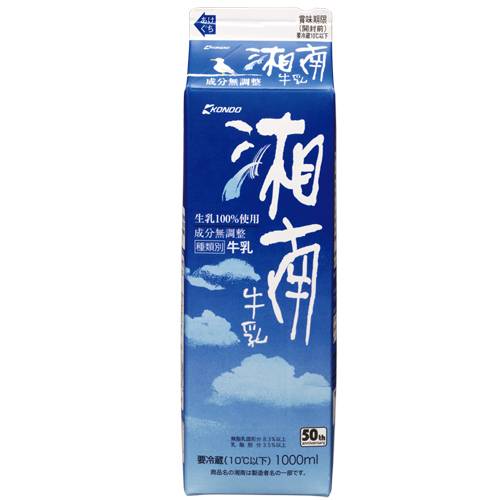 あけ
ぐち
賞味期限
(開封前)
要冷蔵10℃以下
KONDO
湘南
牛乳
成分無調整
KONDO
湘南
牛乳
生乳100%使用
成分無調整
種類別 牛乳
無脂乳固形分 8.3%以上
乳脂肪分 3.5%以上
50th
anniversary
要冷蔵(10℃以下) 1000ml
商品名の湘南は製造者名の一部です。